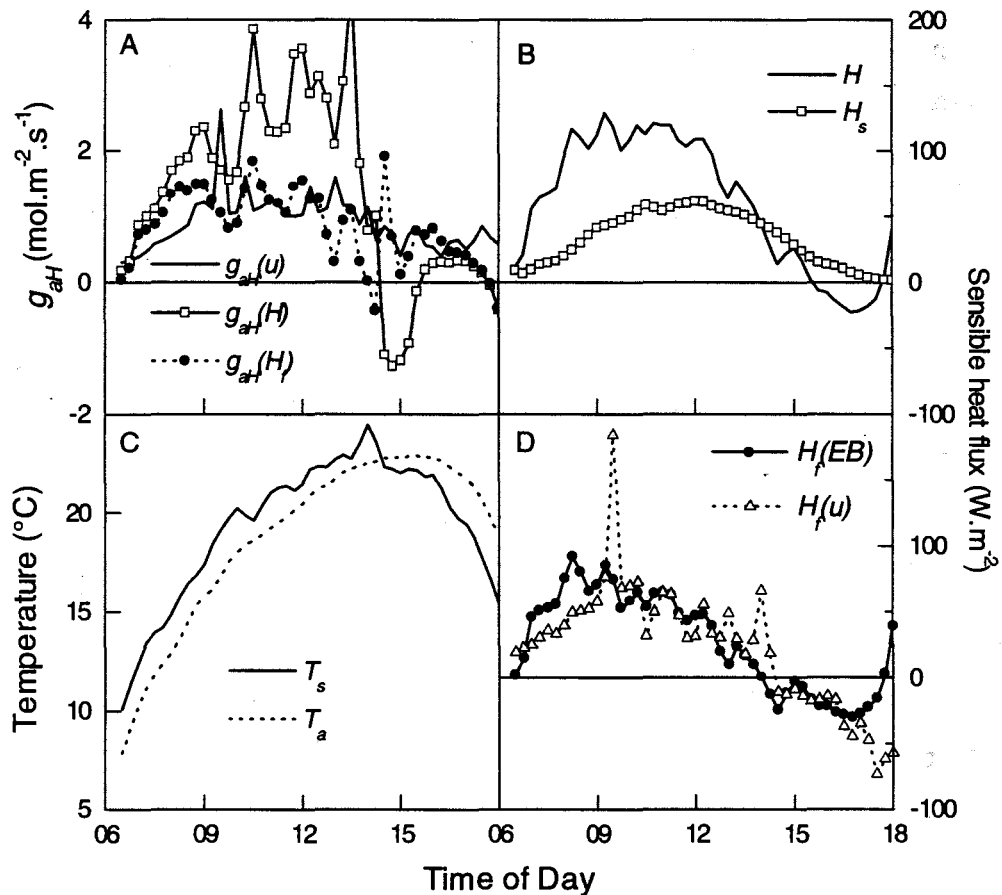 A
4
2
0
-2
g_aH (mol.m⁻².s⁻¹)
g_aH(u)
g_aH(H)
g_aH(H_f)
B
H
H_s
200
100
0
-100
Sensible heat flux (W.m⁻²)
C
20
15
10
5
Temperature (°C)
T_s
T_a
06 09 12 15 06
D
H_f(EB)
H_f(u)
100
0
-100
09 12 15 18
Time of Day